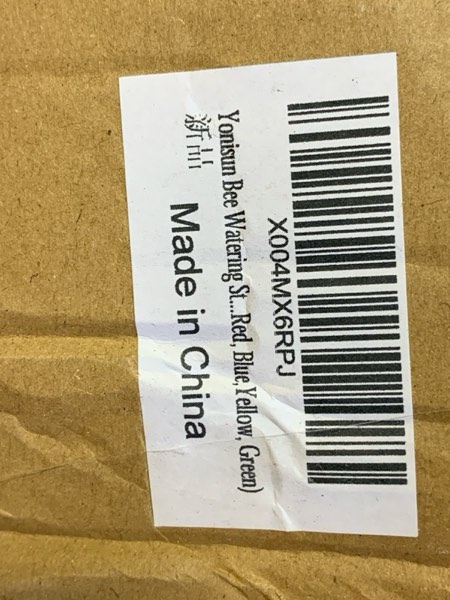 X004MX6RPJ
Yonisun Bee Watering St...Red, Blue,Yellow, Green)
新品
Made in China